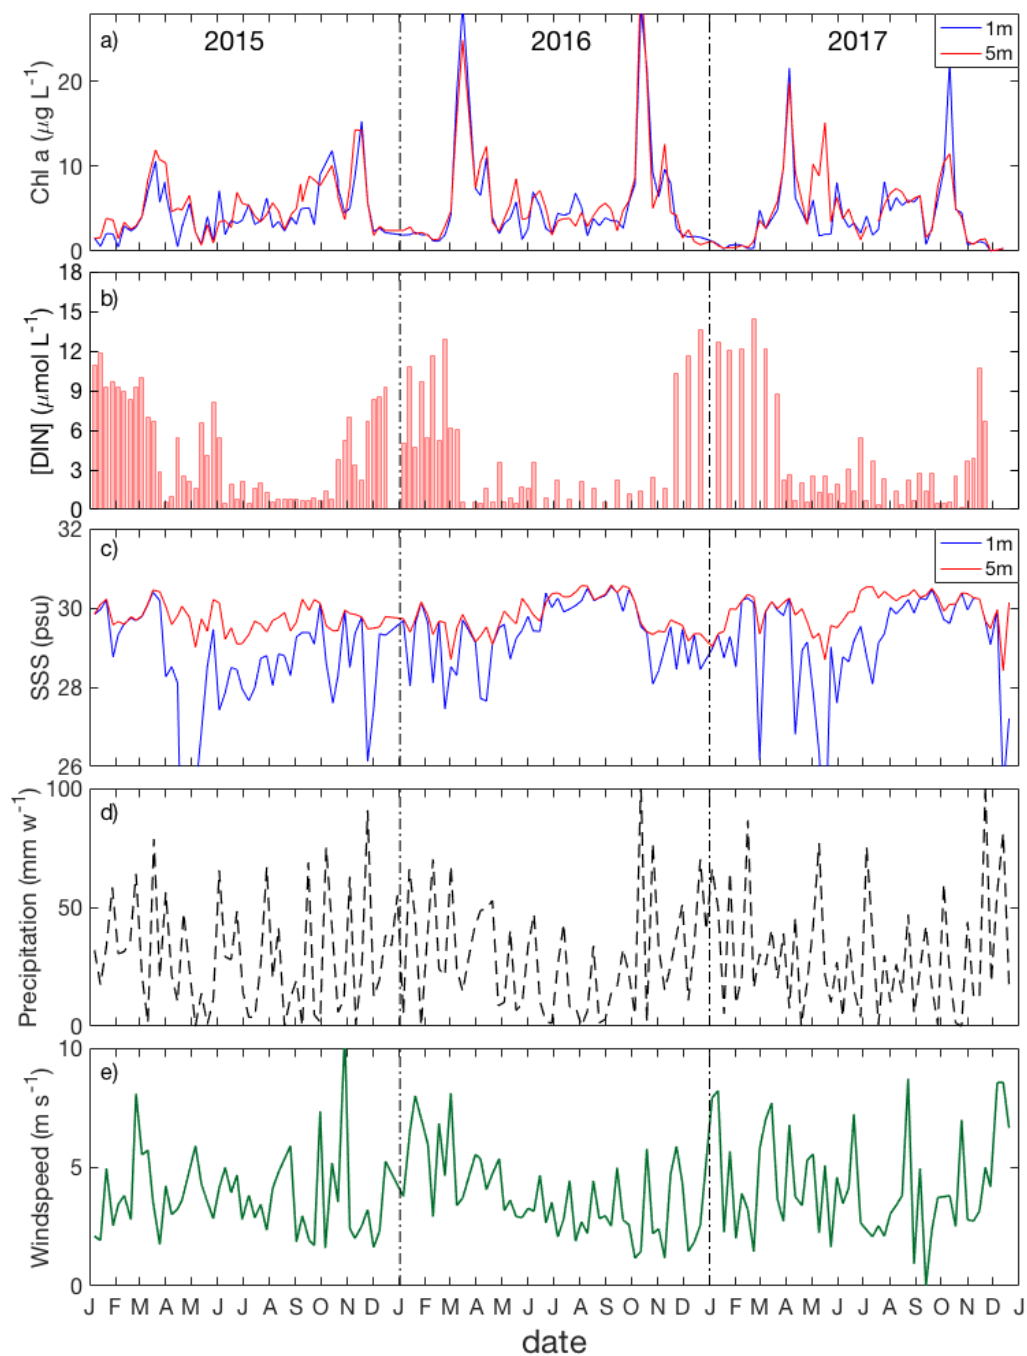 a)
2015
2016
2017
1m
5m
Chl a (μg L⁻¹)
20
10
0
b)
[DIN] (μmol L⁻¹)
18
15
12
9
6
3
0
c)
1m
5m
SSS (psu)
32
30
28
26
d)
Precipitation (mm w⁻¹)
100
50
0
e)
Windspeed (m s⁻¹)
10
5
0
J F M A M J J A S O N D J F M A M J J A S O N D J F M A M J J A S O N D J
date